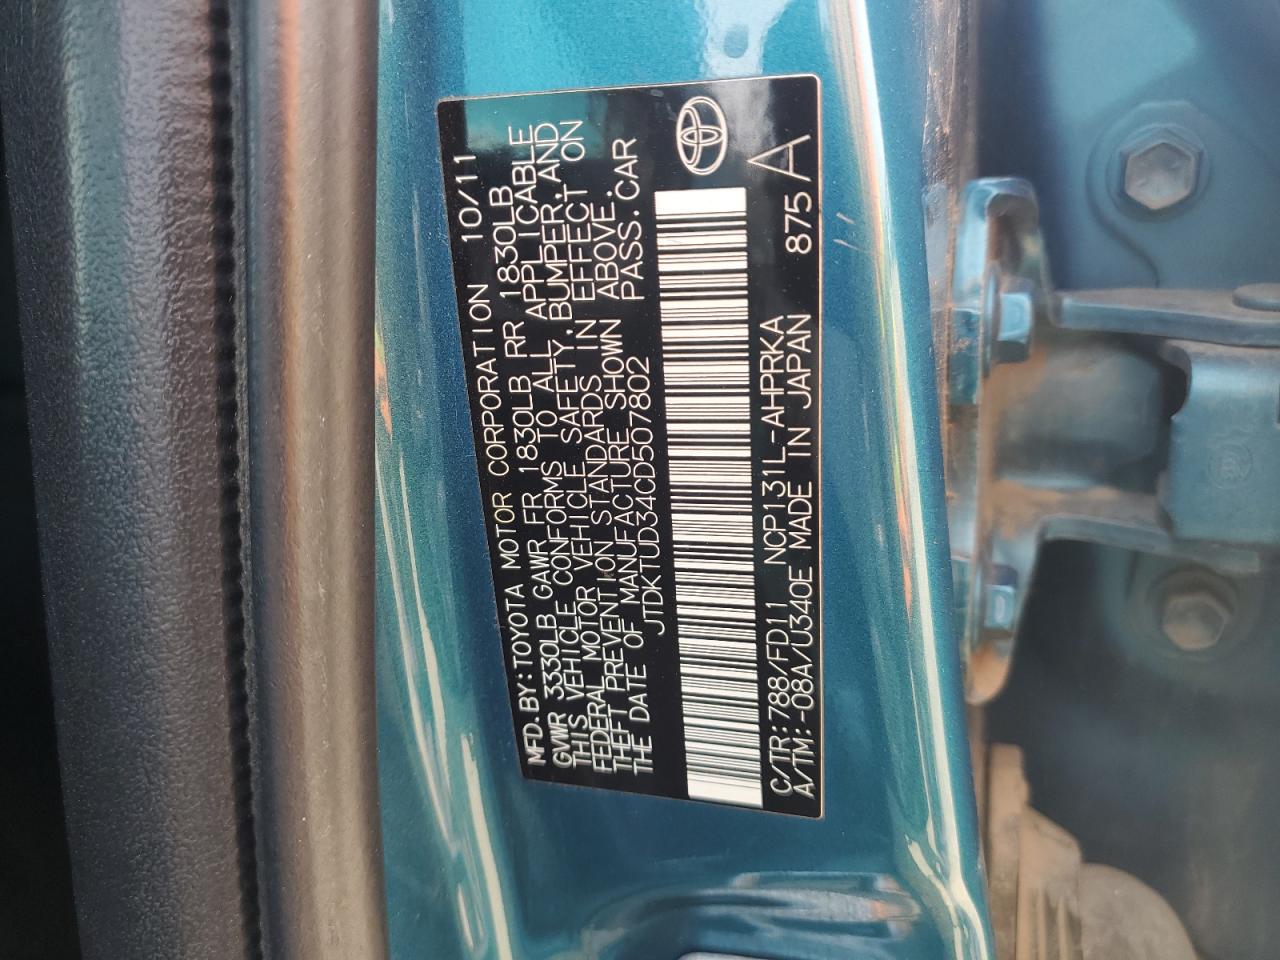 MFD. BY: TOYOTA MOTOR CORPORATION 10/11
GVWR 3330LB GAWR FR 1830LB RR 1830LB
THIS VEHICLE CONFORMS TO ALL APPLICABLE
FEDERAL MOTOR VEHICLE SAFETY, BUMPER, AND
THEFT PREVENTION STANDARDS IN EFFECT ON
THE DATE OF MANUFACTURE SHOWN ABOVE.
JTDKTUD34CD507802 PASS. CAR
C/TR: 788/FD11 NCP131L-AHPRKA
A/TM: -08A/U340E MADE IN JAPAN 875 A